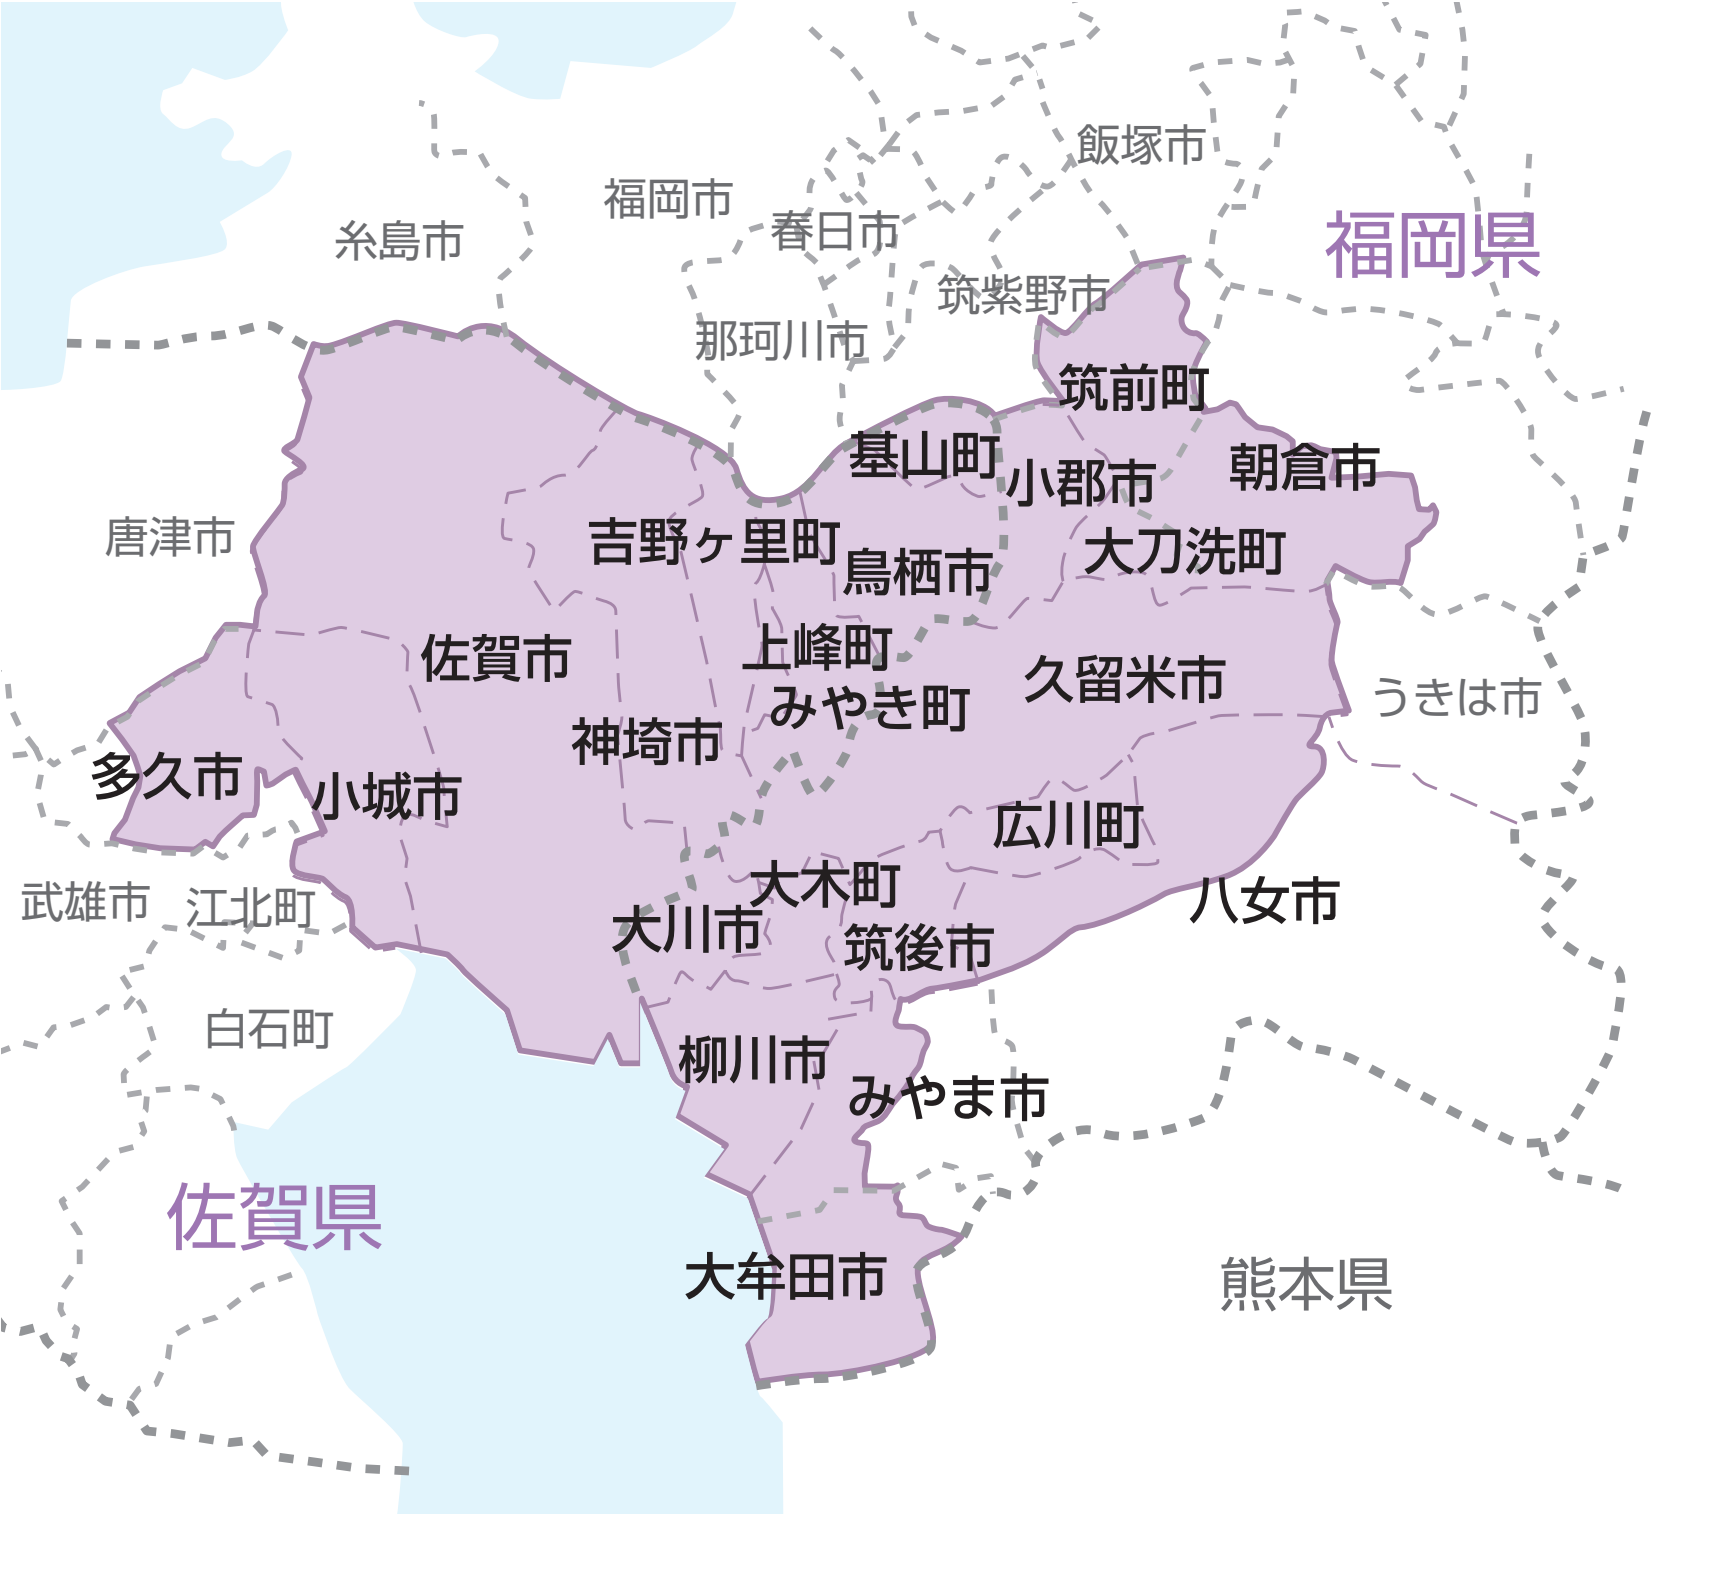 飯塚市
福岡市
春日市
糸島市
福岡県
筑紫野市
那珂川市
筑前町
基山町
小郡市
朝倉市
唐津市
吉野ヶ里町
鳥栖市
大刀洗町
佐賀市
上峰町
みやき町
久留米市
うきは市
神埼市
多久市
小城市
広川町
武雄市
江北町
大木町
八女市
大川市
筑後市
白石町
柳川市
みやま市
佐賀県
大牟田市
熊本県